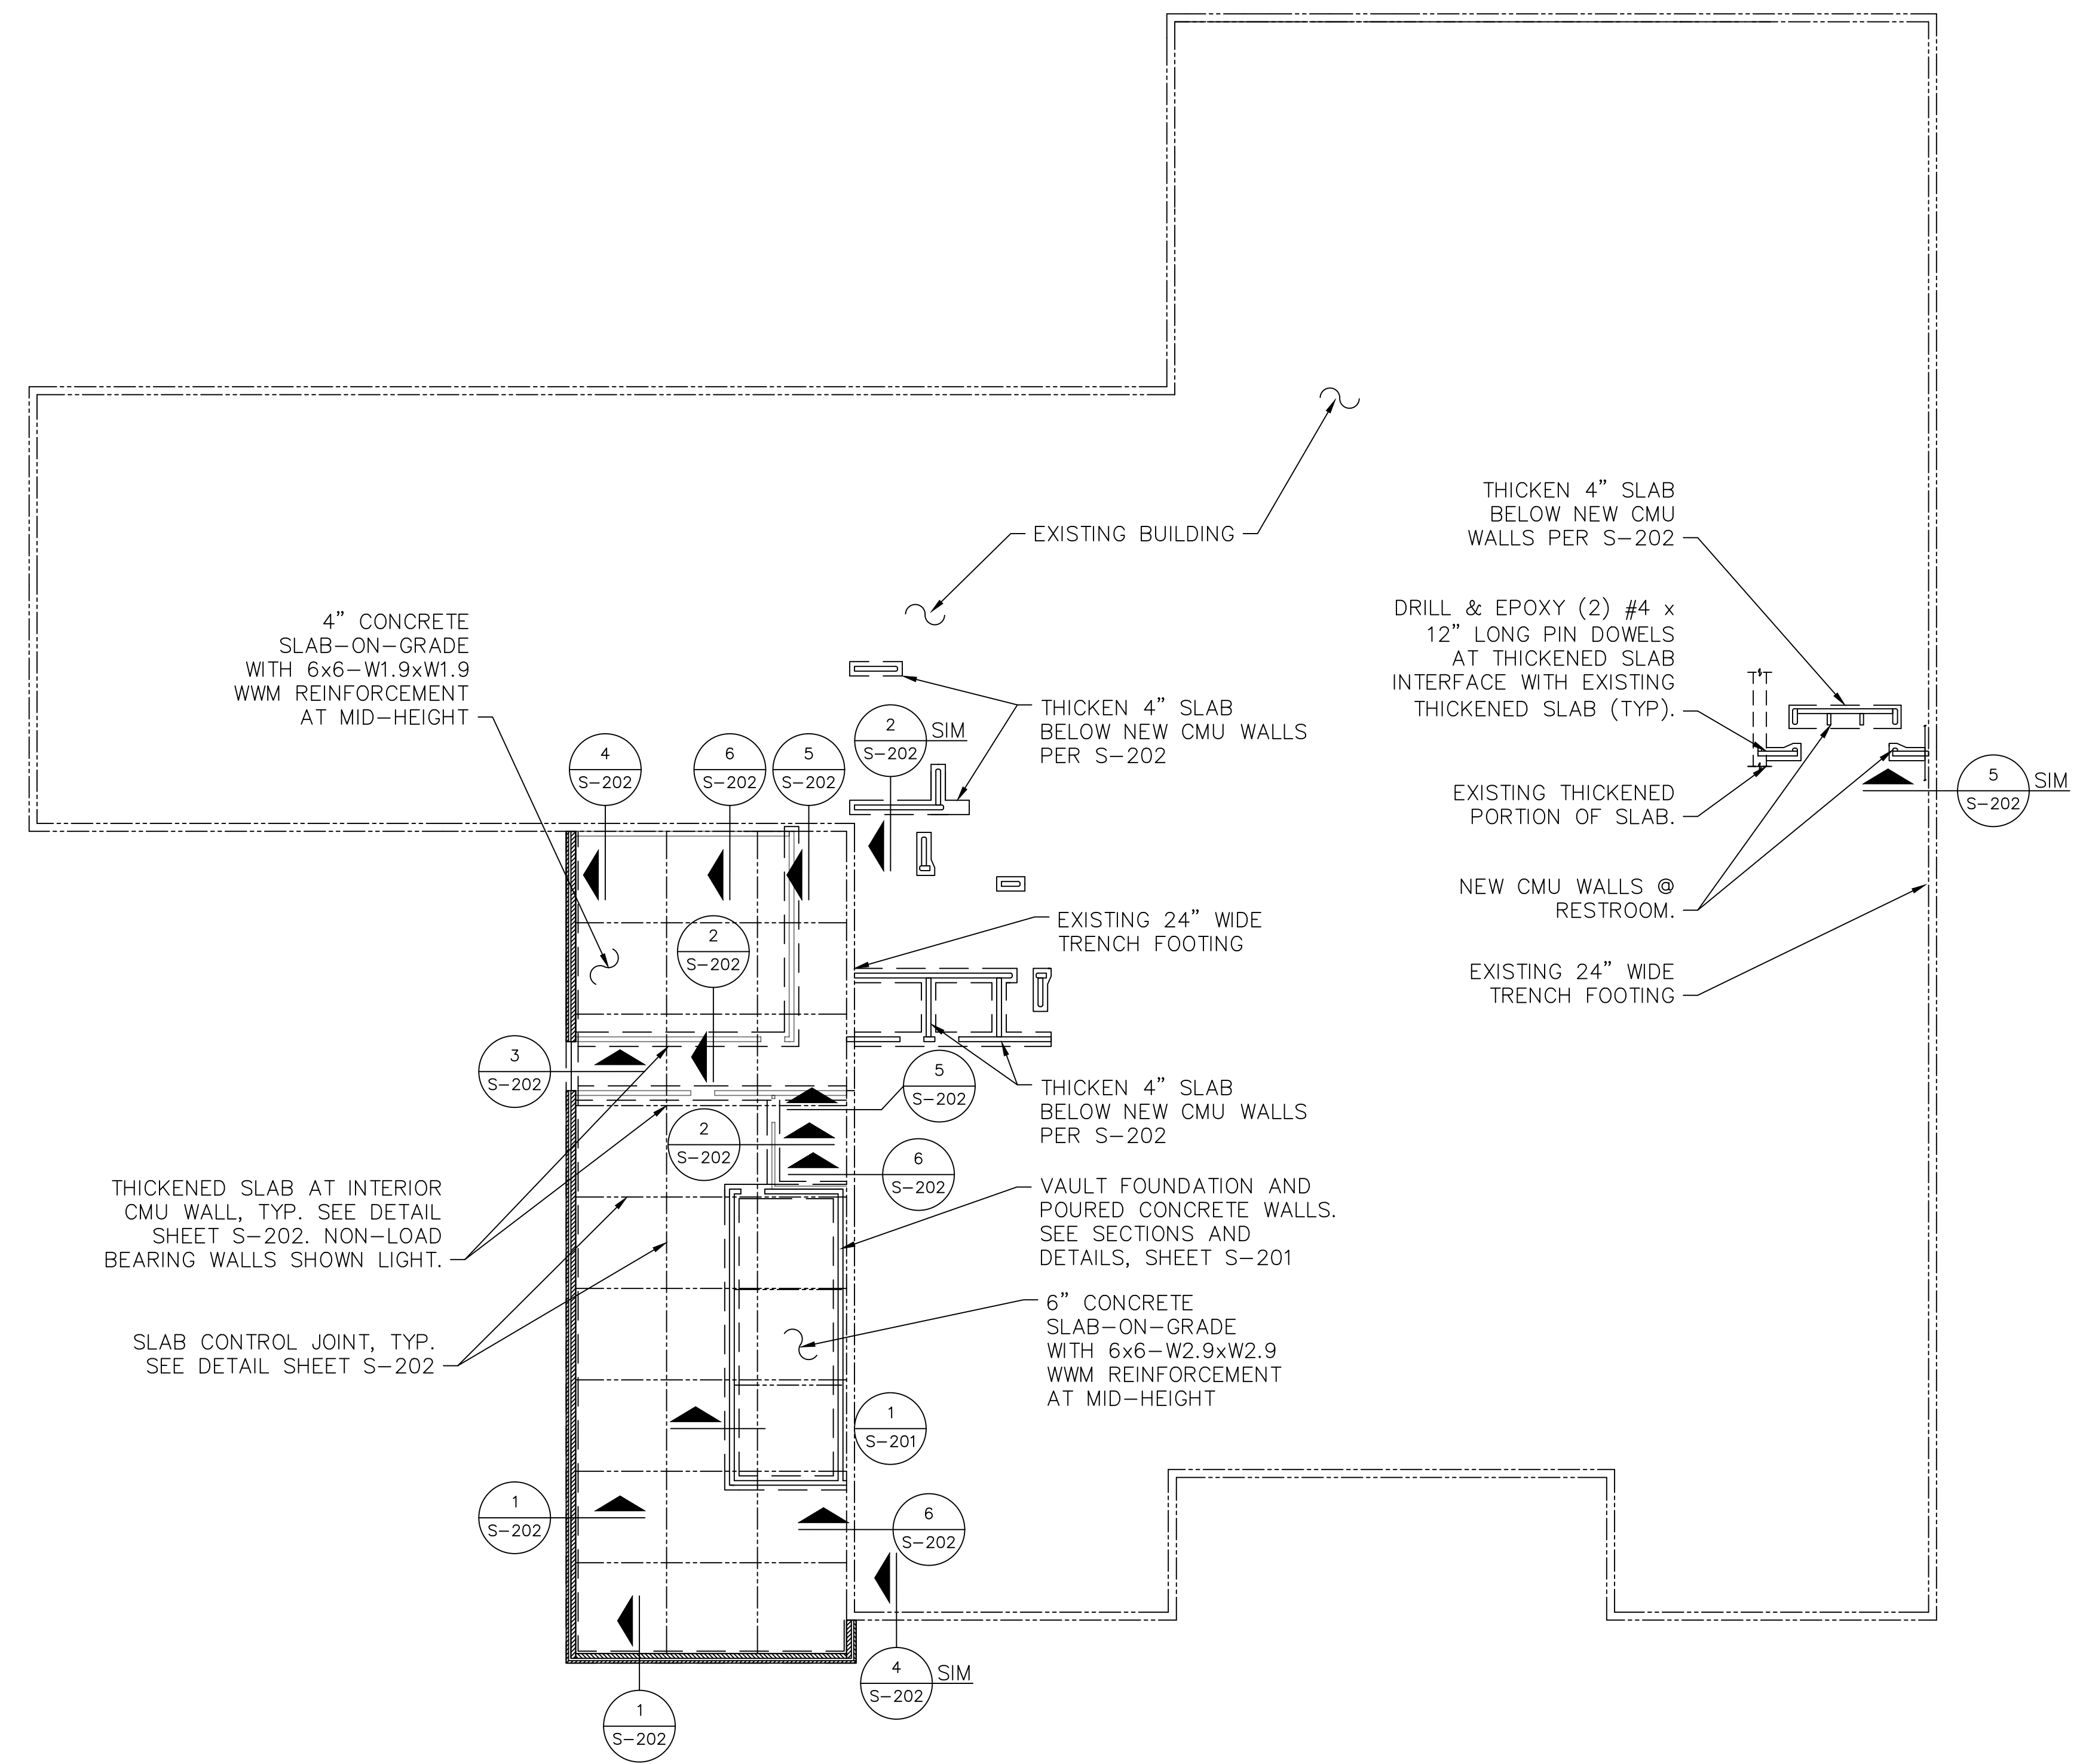 EXISTING BUILDING
THICKEN 4” SLAB
BELOW NEW CMU
WALLS PER S-202
DRILL & EPOXY (2) #4 x
12” LONG PIN DOWELS
AT THICKENED SLAB
INTERFACE WITH EXISTING
THICKENED SLAB (TYP).
EXISTING THICKENED
PORTION OF SLAB.
NEW CMU WALLS @
RESTROOM.
EXISTING 24” WIDE
TRENCH FOOTING
5
S-202
SIM
4” CONCRETE
SLAB-ON-GRADE
WITH 6x6-W1.9xW1.9
WWM REINFORCEMENT
AT MID-HEIGHT
4
S-202
6
S-202
5
S-202
2
S-202
SIM
THICKEN 4” SLAB
BELOW NEW CMU WALLS
PER S-202
2
S-202
EXISTING 24” WIDE
TRENCH FOOTING
3
S-202
5
S-202
THICKEN 4” SLAB
BELOW NEW CMU WALLS
PER S-202
2
S-202
6
S-202
THICKENED SLAB AT INTERIOR
CMU WALL, TYP. SEE DETAIL
SHEET S-202. NON-LOAD
BEARING WALLS SHOWN LIGHT.
VAULT FOUNDATION AND
POURED CONCRETE WALLS.
SEE SECTIONS AND
DETAILS, SHEET S-201
SLAB CONTROL JOINT, TYP.
SEE DETAIL SHEET S-202
6” CONCRETE
SLAB-ON-GRADE
WITH 6x6-W2.9xW2.9
WWM REINFORCEMENT
AT MID-HEIGHT
1
S-201
1
S-202
6
S-202
4
S-202
SIM
1
S-202